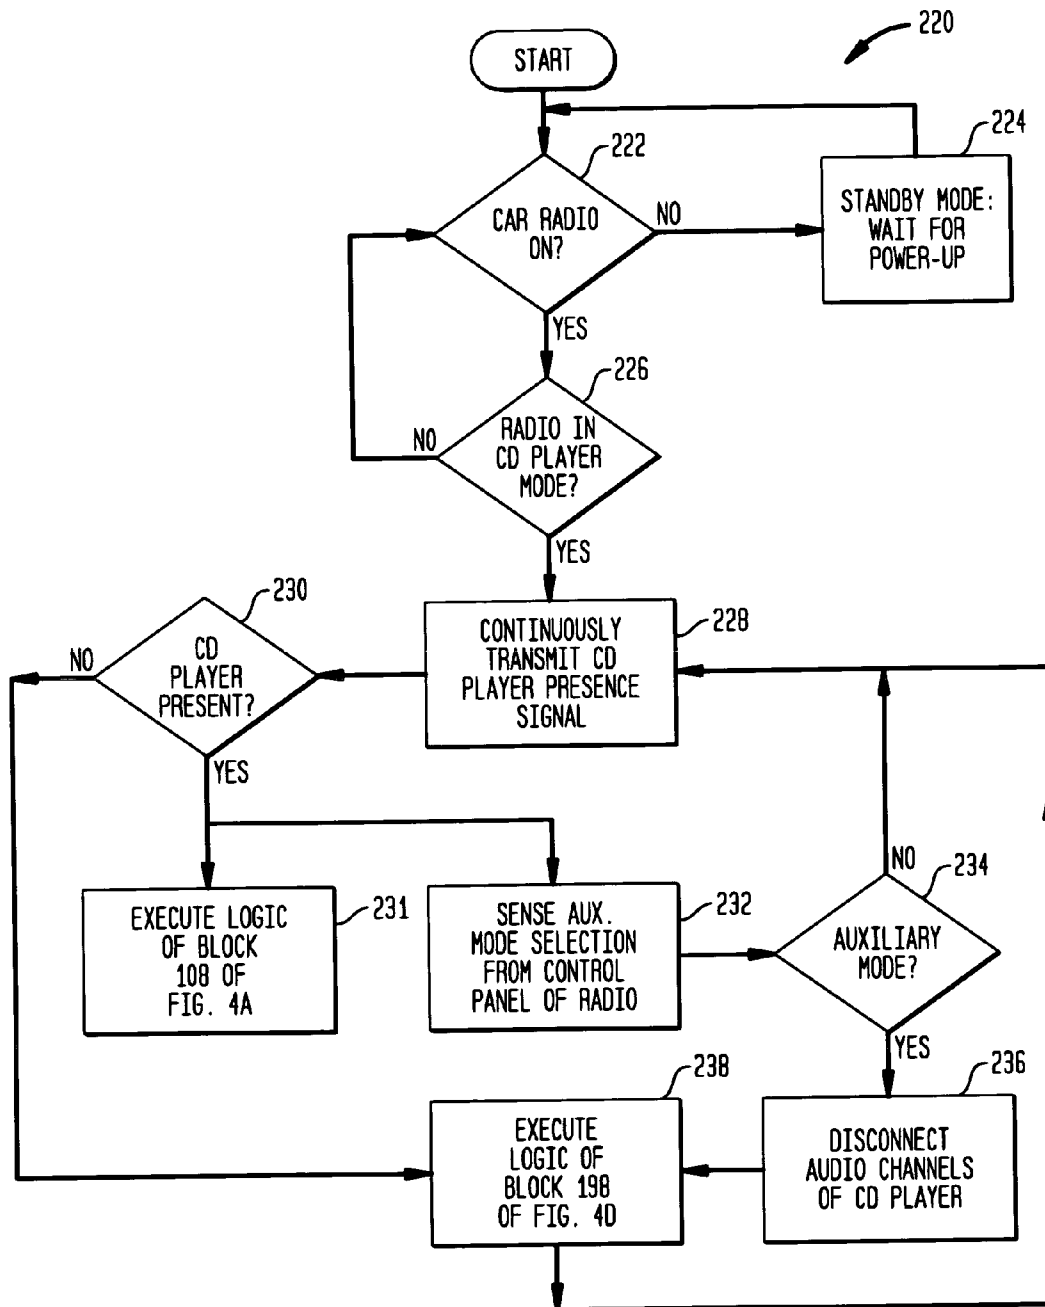 220
START
222
224
CAR RADIO
ON?
NO
STANDBY MODE:
WAIT FOR
POWER-UP
YES
226
RADIO IN
CD PLAYER
MODE?
NO
YES
230
228
CD
PLAYER
PRESENT?
NO
CONTINUOUSLY
TRANSMIT CD
PLAYER PRESENCE
SIGNAL
YES
NO
234
231
EXECUTE LOGIC
OF BLOCK
108 OF
FIG. 4A
232
SENSE AUX.
MODE SELECTION
FROM CONTROL
PANEL OF RADIO
AUXILIARY
MODE?
YES
238
236
EXECUTE
LOGIC OF
BLOCK 198
OF FIG. 4D
DISCONNECT
AUDIO CHANNELS
OF CD PLAYER